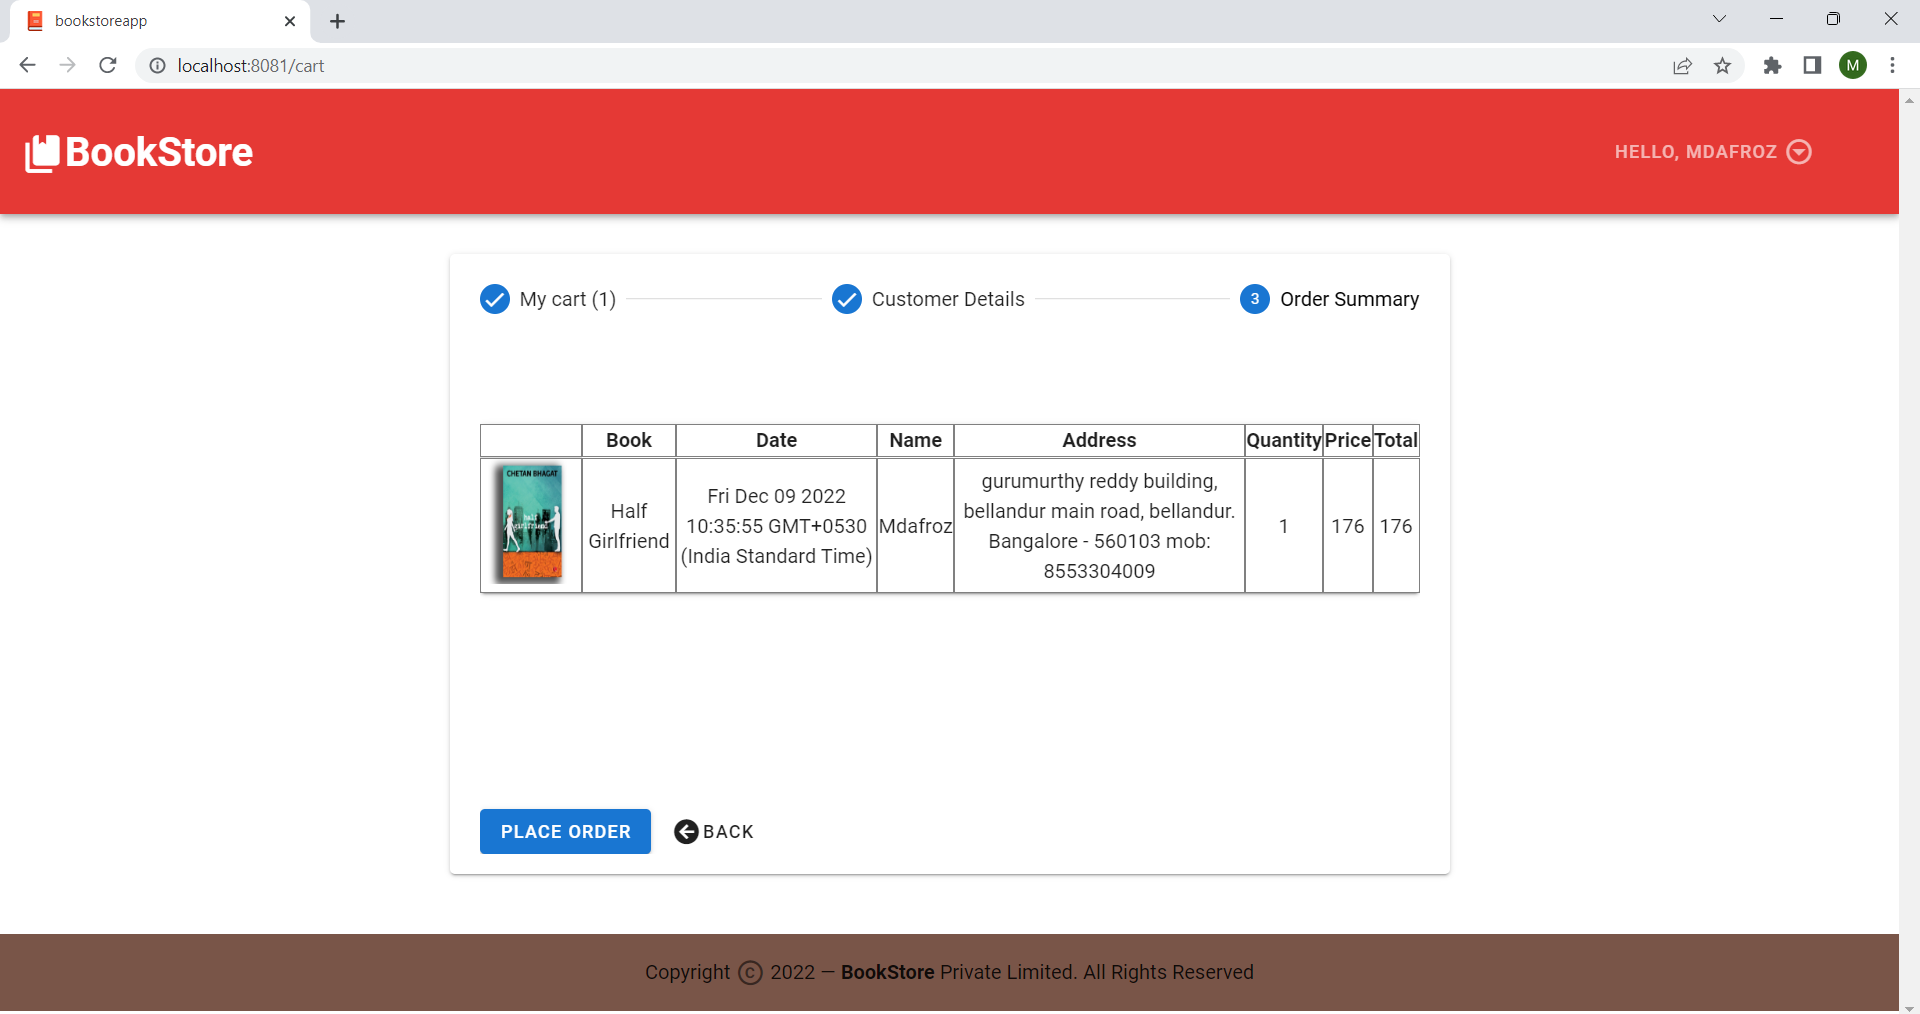 bookstoreapp
localhost:8081/cart
M
BookStore
HELLO, MDAFROZ
My cart (1)
Customer Details
3 Order Summary
Book Date Name Address Quantity Price Total
CHETAN BHAGAT
half
girlfriend
Half
Girlfriend
Fri Dec 09 2022
10:35:55 GMT+0530
(India Standard Time)
Mdafroz
gurumurthy reddy building,
bellandur main road, bellandur.
Bangalore - 560103 mob:
8553304009
1
176
176
PLACE ORDER
BACK
Copyright © 2022 — BookStore Private Limited. All Rights Reserved